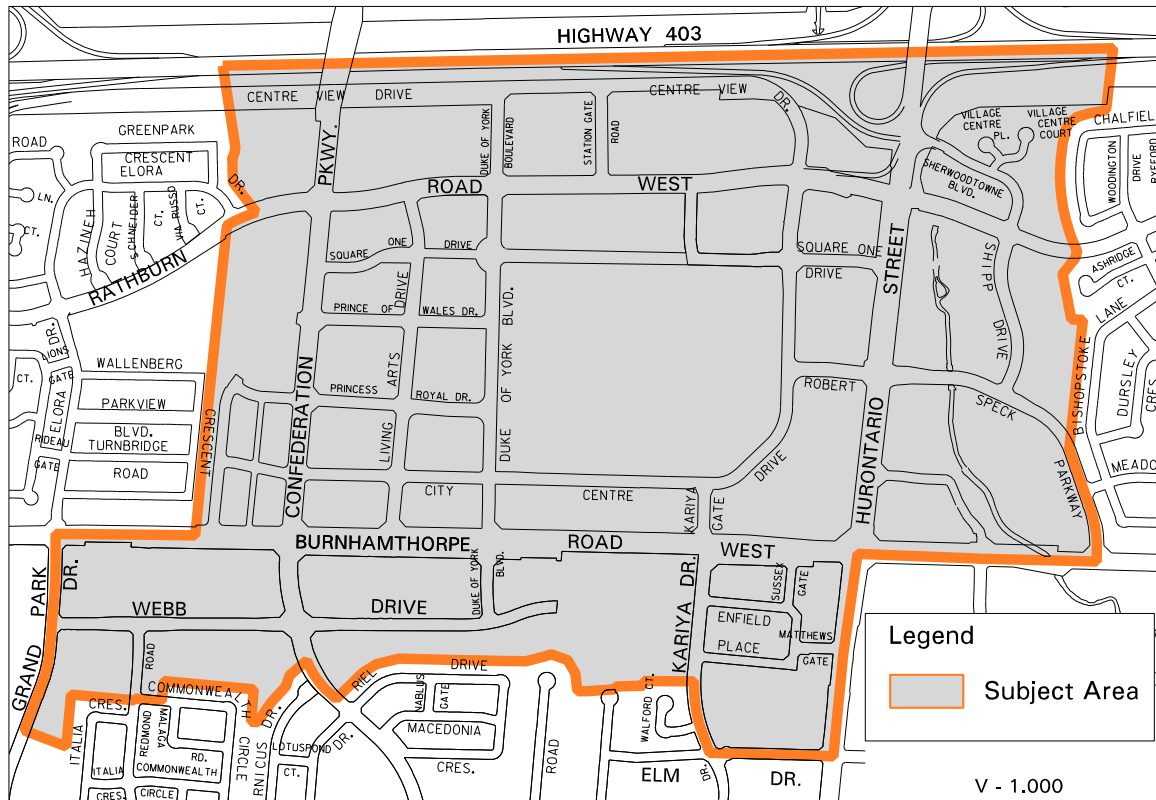 HIGHWAY 403
CENTRE VIEW DRIVE
CENTRE VIEW
DR.
VILLAGE
CENTRE
PL.
VILLAGE
CENTRE
COURT
CHALFIEL
ROAD
GREENPARK
CRESCENT
ELORA
DR.
PKWY.
DUKE OF YORK
BOULEVARD
STATION GATE
ROAD
SHERWOODTOWNE
BLVD.
WOODINGTON
DRIVE
RYEFORD
LN.
CT.
HAZINEH
COURT
SCHNEIDER
CT.
VIA RUSSO
CT.
RATHBURN
ROAD WEST
SQUARE ONE
DRIVE
SQUARE ONE
DRIVE
STREET
SHIPP
DRIVE
ASHRIDGE
CT.
LANE
PRINCE OF
WALES DR.
DRIVE
DUKE OF YORK BLVD.
DR.
LIONS
GATE
CT.
ELORA
RIDEAU
GATE
WALLENBERG
PARKVIEW
BLVD.
TURNBRIDGE
ROAD
CRESCENT
CONFEDERATION
PRINCESS
ROYAL DR.
ARTS
LIVING
ROBERT
SPECK
PARKWAY
BISHOPSTOKE
DURSLEY
CRES
MEADO
HURONTARIO
CITY
CENTRE
DRIVE
KARIYA
GATE
BURNHAMTHORPE
ROAD
WEST
GRAND PARK
DR.
WEBB
DRIVE
DUKE OF YORK
BLVD.
KARIYA DR.
SUSSEX
GATE
ENFIELD
PLACE
MATTHEWS
GATE
ROAD
COMMONWEALTH
CRES.
DR.
RIEL
DRIVE
NABLUS
GATE
MACEDONIA
CRES.
WALFORD CT.
ITALIA
REDMOND
MALAGA
RD.
COMMONWEALTH
CIRCLE
ITALIA
CRES.
CIRCLE
LOTUSPOND
DR.
CT.
ROAD
ELM
DR.
DR.
Legend
Subject Area
V - 1.000